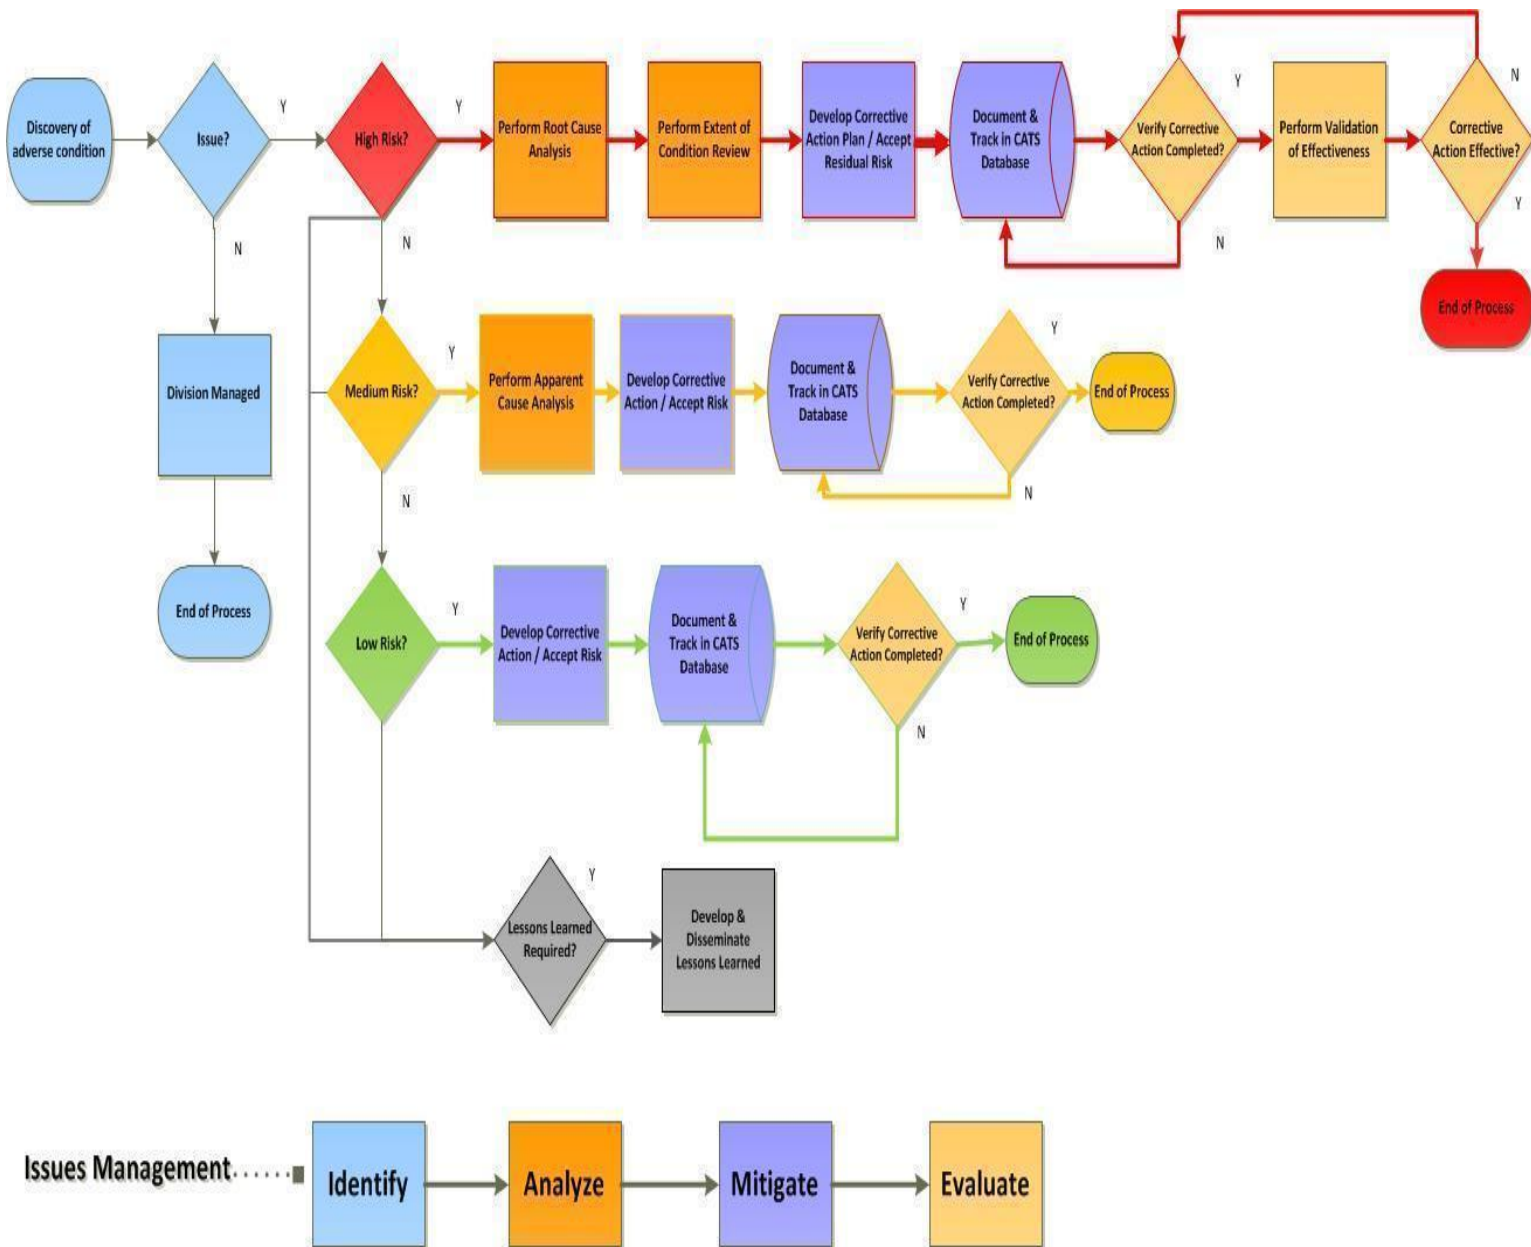 Discovery of
adverse condition
Issue?
Y
High Risk?
Y
Perform Root Cause
Analysis
Perform Extent of
Condition Review
Develop Corrective
Action Plan / Accept
Residual Risk
Document &
Track in CATS
Database
Verify Corrective
Action Completed?
Y
Perform Validation
of Effectiveness
Corrective
Action Effective?
N
Y
N
N
N
End of Process
Division Managed
Medium Risk?
Y
Perform Apparent
Cause Analysis
Develop Corrective
Action / Accept Risk
Document &
Track in CATS
Database
Verify Corrective
Action Completed?
Y
End of Process
N
N
End of Process
Low Risk?
Y
Develop Corrective
Action / Accept Risk
Document &
Track in CATS
Database
Verify Corrective
Action Completed?
Y
End of Process
N
Lessons Learned
Required?
Y
Develop &
Disseminate
Lessons Learned
Issues Management
Identify
Analyze
Mitigate
Evaluate